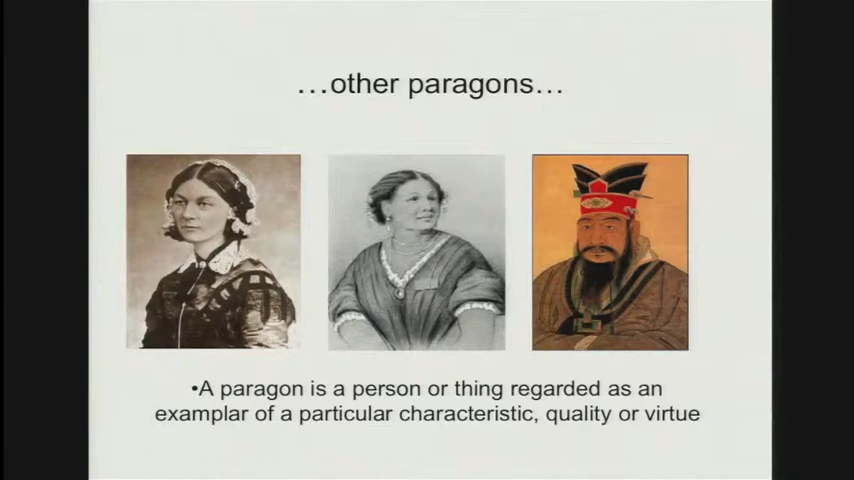 …other paragons…
•A paragon is a person or thing regarded as an
examplar of a particular characteristic, quality or virtue